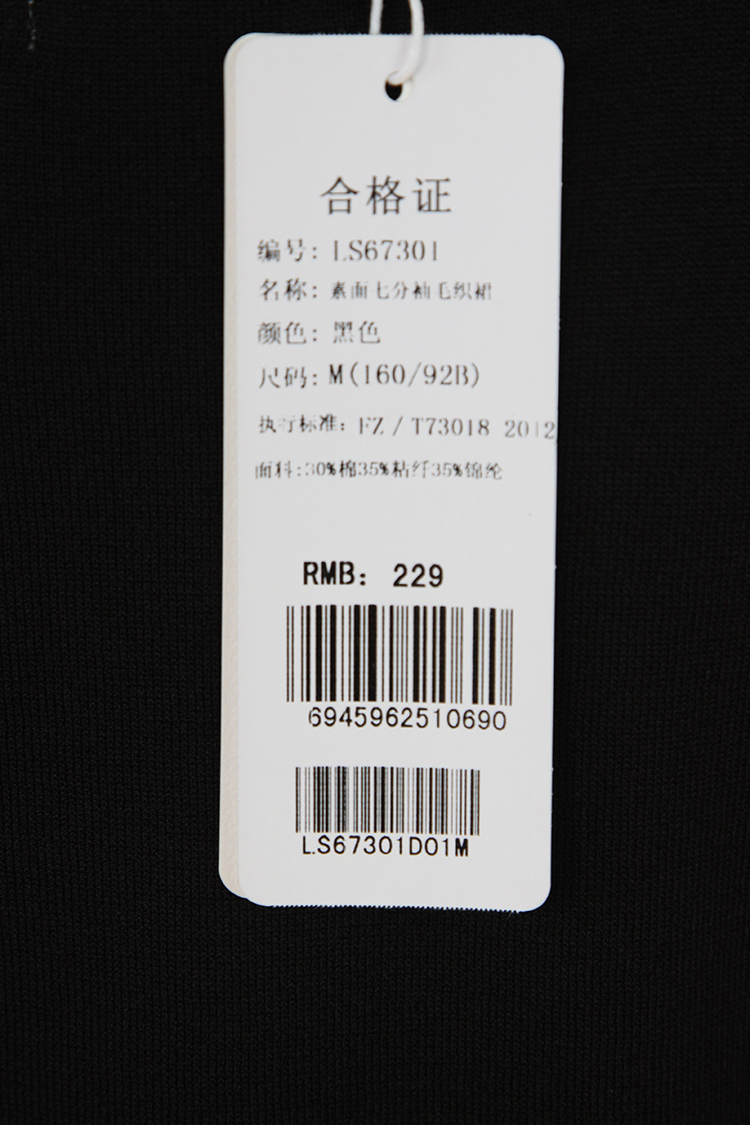 合格证
编号: LS67301
名称: 素面七分袖毛织裙
颜色: 黑色
尺码: M(160/92B)
执行标准: FZ/T73018 2012
面料:30%棉35%粘纤35%锦纶
RMB: 229
6945962510690
LS67301D01M